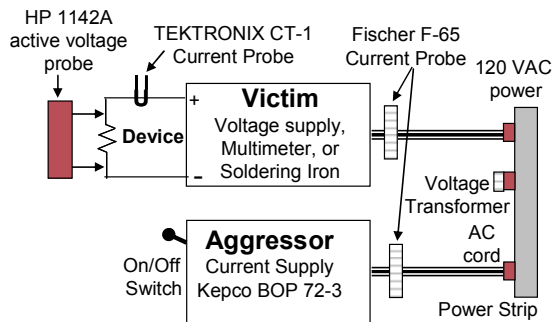 HP 1142A
active voltage
probe
TEKTRONIX CT-1
Current Probe
Fischer F-65
Current Probe
120 VAC
power
+
Device
-
Victim
Voltage supply,
Multimeter, or
Soldering Iron
Voltage
Transformer
On/Off
Switch
Aggressor
Current Supply
Kepco BOP 72-3
AC
cord
Power Strip